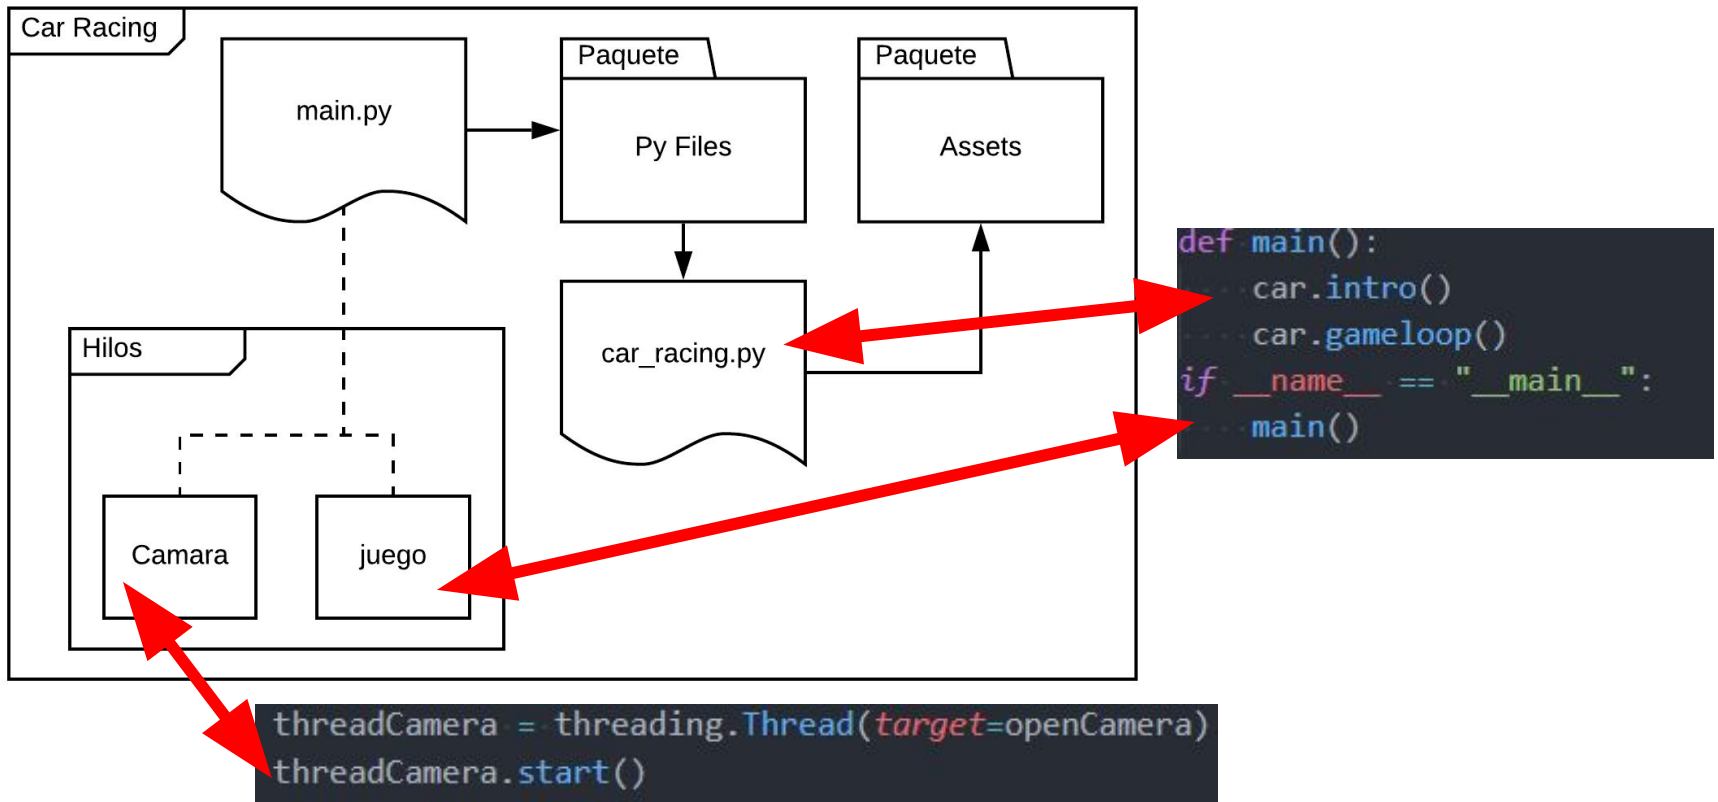 Car Racing
main.py
Paquete
Py Files
Paquete
Assets
car_racing.py
Hilos
Camara
juego
def main():
    car.intro()
    car.gameloop()
if __name__ == "__main__":
    main()
threadCamera = threading.Thread(target=openCamera)
threadCamera.start()